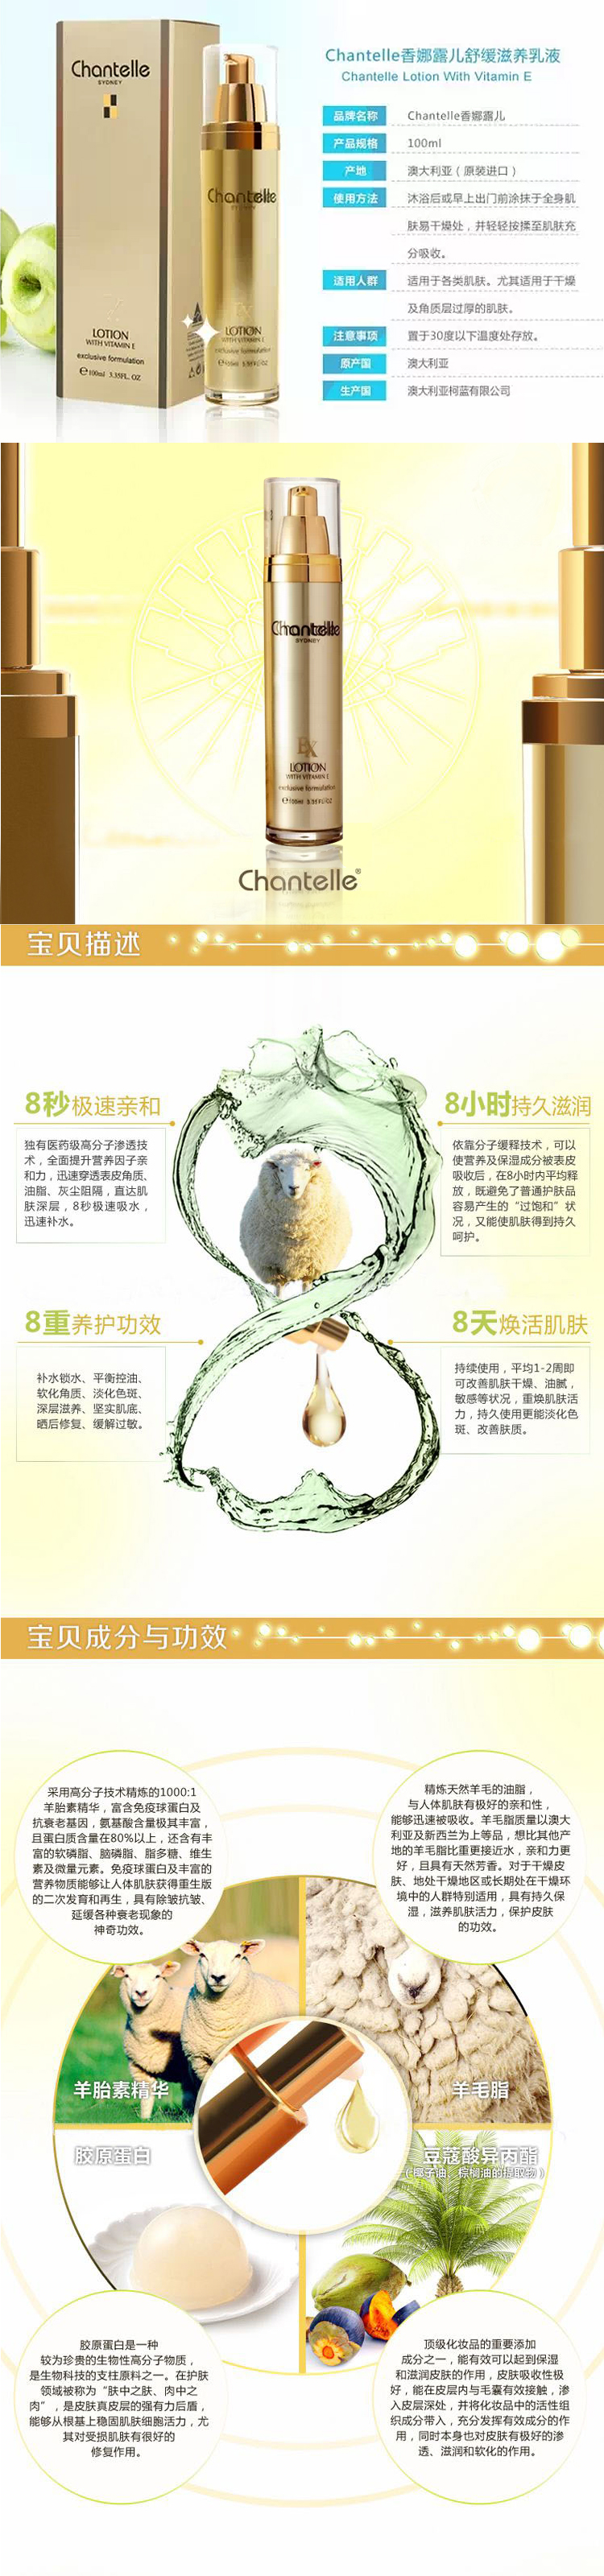 Chantelle
SYDNEY
LOTION
WITH VITAMIN E
exclusive formulation
e 100ml 3.35FL. OZ
Chantelle
SYDNEY
EX
LOTION
WITH VITAMIN E
exclusive formulation
e 100ml 3.35FL OZ
Chantelle香娜露儿舒缓滋养乳液
Chantelle Lotion With Vitamin E
品牌名称 Chantelle香娜露儿
产品规格 100ml
产地 澳大利亚（原装进口）
使用方法 沐浴后或早上出门前涂抹于全身肌
肤易干燥处，并轻轻按揉至肌肤充
分吸收。
适用人群 适用于各类肌肤。尤其适用于干燥
及角质层过厚的肌肤。
注意事项 置于30度以下温度处存放。
原产国 澳大利亚
生产国 澳大利亚柯蓝有限公司
Chantelle
SYDNEY
EX
LOTION
WITH VITAMIN E
exclusive formulation
e 100ml 3.35FL OZ
Chantelle®
宝贝描述
8秒极速亲和
独有医药级高分子渗透技
术，全面提升营养因子亲
和力，迅速穿透表皮角质、
油脂、灰尘阻隔，直达肌
肤深层，8秒极速吸水，
迅速补水。
8小时持久滋润
依靠分子缓释技术，可以
使营养及保湿成分被表皮
吸收后，在8小时内平均释
放，既避免了普通护肤品
容易产生的“过饱和”状
况，又能使肌肤得到持久
呵护。
8重养护功效
补水锁水、平衡控油、
软化角质、淡化色斑、
深层滋养、坚实肌底、
晒后修复、缓解过敏。
8天焕活肌肤
持续使用，平均1-2周即
可改善肌肤干燥、油腻，
敏感等状况，重焕肌肤活
力，持久使用更能淡化色
斑、改善肤质。
宝贝成分与功效
采用高分子技术精炼的1000:1
羊胎素精华，富含免疫球蛋白及
抗衰老基因，氨基酸含量极其丰富，
且蛋白质含量在80%以上，还含有丰
富的软磷脂、脑磷脂、脂多糖、维生
素及微量元素。免疫球蛋白及丰富的
营养物质能够让人体肌肤获得重生版
的二次发育和再生，具有除皱抗皱、
延缓各种衰老现象的
神奇功效。
精炼天然羊毛的油脂，
与人体肌肤有极好的亲和性，
能够迅速被吸收。羊毛脂质量以澳大
利亚及新西兰为上等品，想比其他产
地的羊毛脂比重更接近水，亲和力更
好，且具有天然芳香。对于干燥皮
肤、地处干燥地区或长期处在干燥环
境中的人群特别适用，具有持久保
湿，滋养肌肤活力，保护皮肤
的功效。
羊胎素精华
羊毛脂
胶原蛋白
豆蔻酸异丙酯
（椰子油、棕榈油的提取物）
胶原蛋白是一种
较为珍贵的生物性高分子物质，
是生物科技的支柱原料之一。在护肤
领域被称为“肤中之肤、肉中之
肉”，是皮肤真皮层的强有力后盾，
能够从根基上稳固肌肤细胞活力，尤
其对受损肌肤有很好的
修复作用。
顶级化妆品的重要添加
成分之一，能有效可以起到保湿
和滋润皮肤的作用，皮肤吸收性极
好，能在皮层内与毛囊有效接触，渗
入皮层深处，并将化妆品中的活性组
织成分带入，充分发挥有效成分的作
用，同时本身也对皮肤有极好的渗
透、滋润和软化的作用。